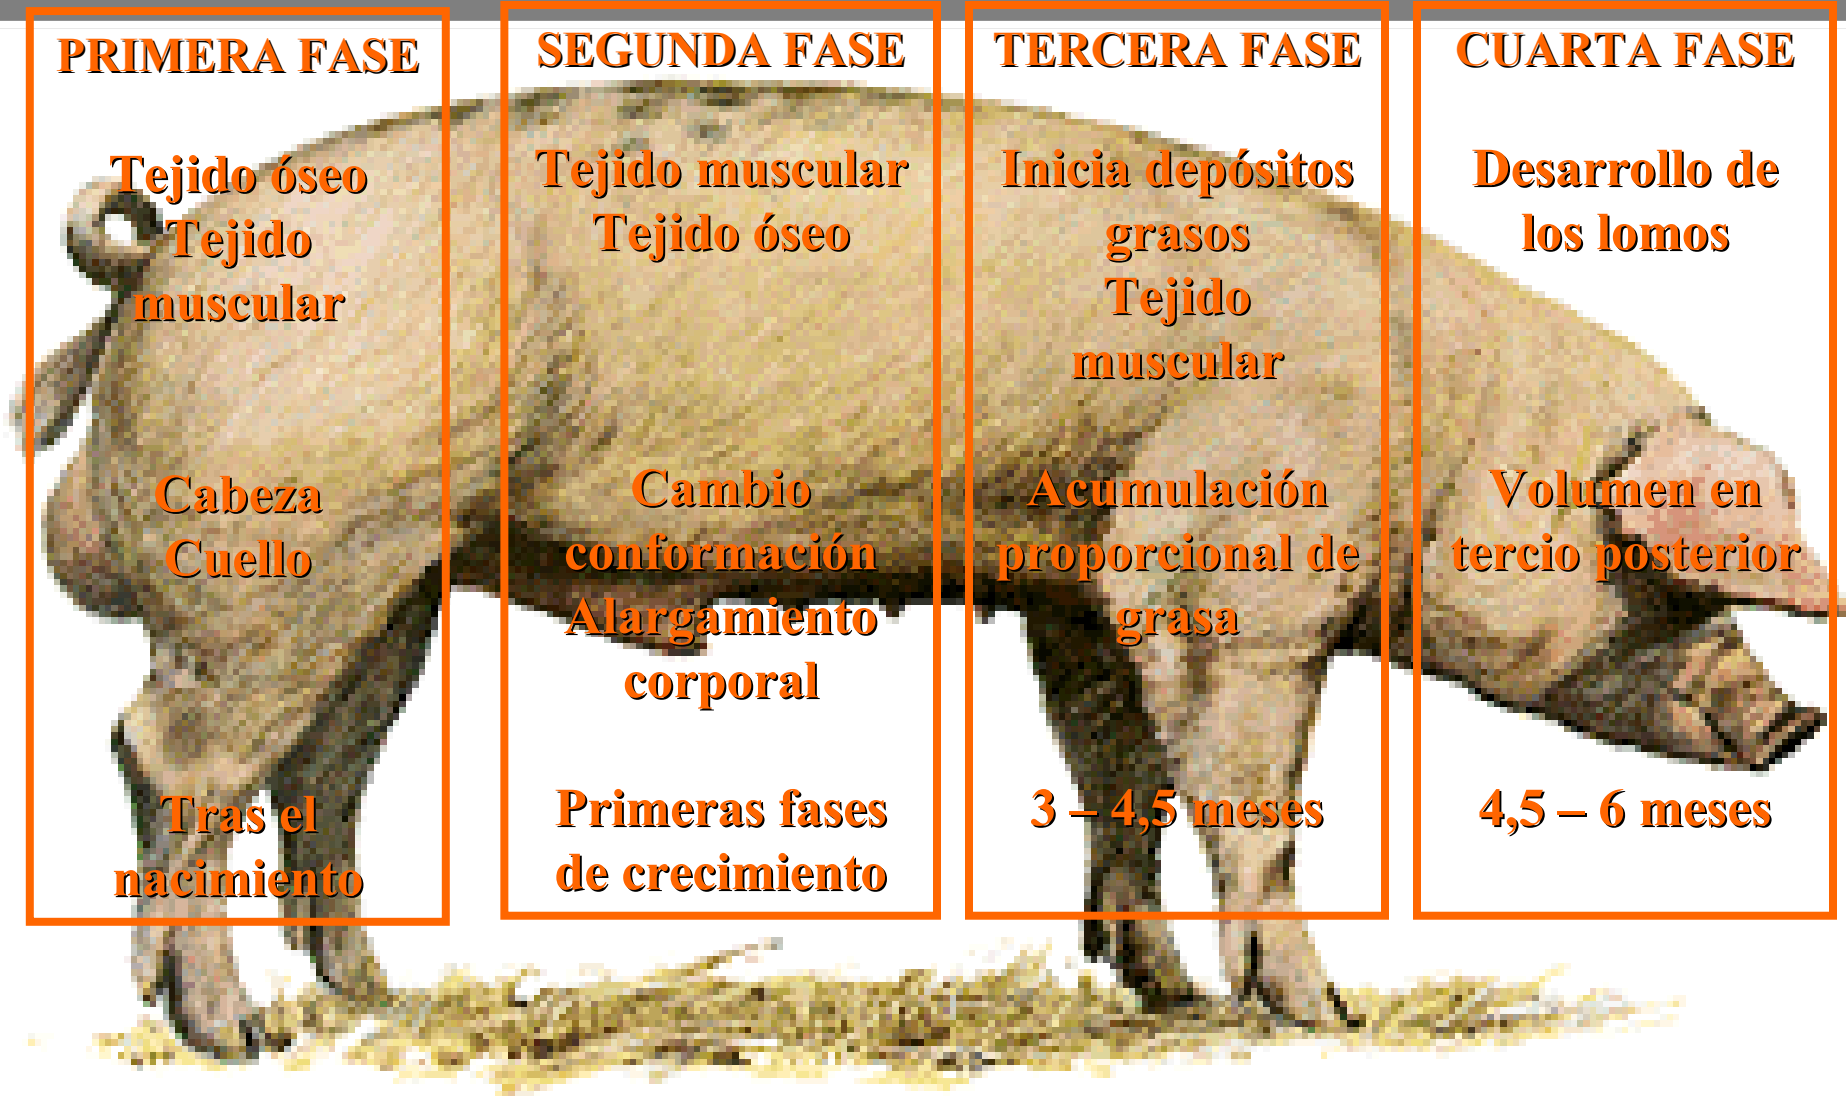 PRIMERA FASE
Tejido óseo
Tejido
muscular
Cabeza
Cuello
Tras el
nacimiento
SEGUNDA FASE
Tejido muscular
Tejido óseo
Cambio
conformación
Alargamiento
corporal
Primeras fases
de crecimiento
TERCERA FASE
Inicia depósitos
grasos
Tejido
muscular
Acumulación
proporcional de
grasa
3 – 4,5 meses
CUARTA FASE
Desarrollo de
los lomos
Volumen en
tercio posterior
4,5 – 6 meses